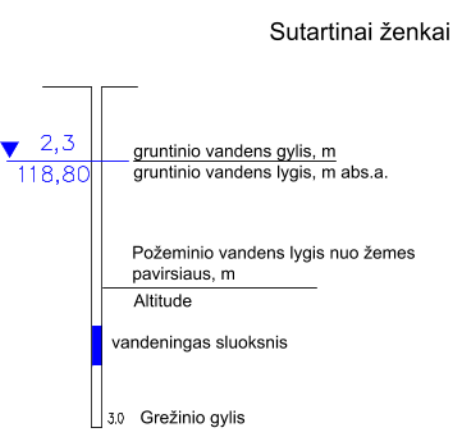 Sutartinai ženkai
2,3
gruntinio vandens gylis, m
118,80
gruntinio vandens lygis, m abs.a.
Požeminio vandens lygis nuo žemes
pavirsiaus, m
Altitude
vandeningas sluoksnis
3.0 Grežinio gylis